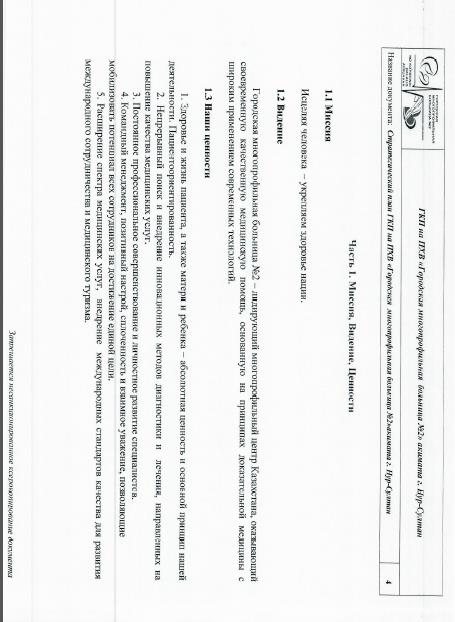 ГОРОДСКАЯ
МНОГОПРОФИЛЬНАЯ
БОЛЬНИЦА №2
ГКП на ПХВ «Городская многопрофильная больница №2» акимата г. Нур-Султан
Название документа: Стратегический план ГКП на ПХВ «Городская многопрофильная больница №2»акимата г. Нур-Султан
4
Часть 1. Миссия, Видение, Ценности
1.1 Миссия
Исцеляя человека – укрепляем здоровье нации.
1.2 Видение
Городская многопрофильная больница №2 – лидирующий многопрофильный центр Казахстана, оказывающий
своевременную качественную медицинскую помощь, основанную на принципах доказательной медицины с
широким применением современных технологий.
1.3 Наши ценности
1. Здоровье и жизнь пациента, а также матери и ребенка – абсолютная ценность и основной принцип нашей
деятельности. Пациентоориентированность.
2. Непрерывный поиск и внедрение инновационных методов диагностики и лечения, направленных на
повышение качества медицинских услуг.
3. Постоянное профессиональное совершенствование и личностное развитие специалистов.
4. Командный менеджмент, позитивный настрой, сплоченность и взаимное уважение, позволяющие
мобилизовать потенциал всех сотрудников на достижение единой цели.
5. Расширение спектра медицинских услуг, внедрение международных стандартов качества для развития
международного сотрудничества и медицинского туризма.
Запрещается несанкционированное ксерокопирование документа